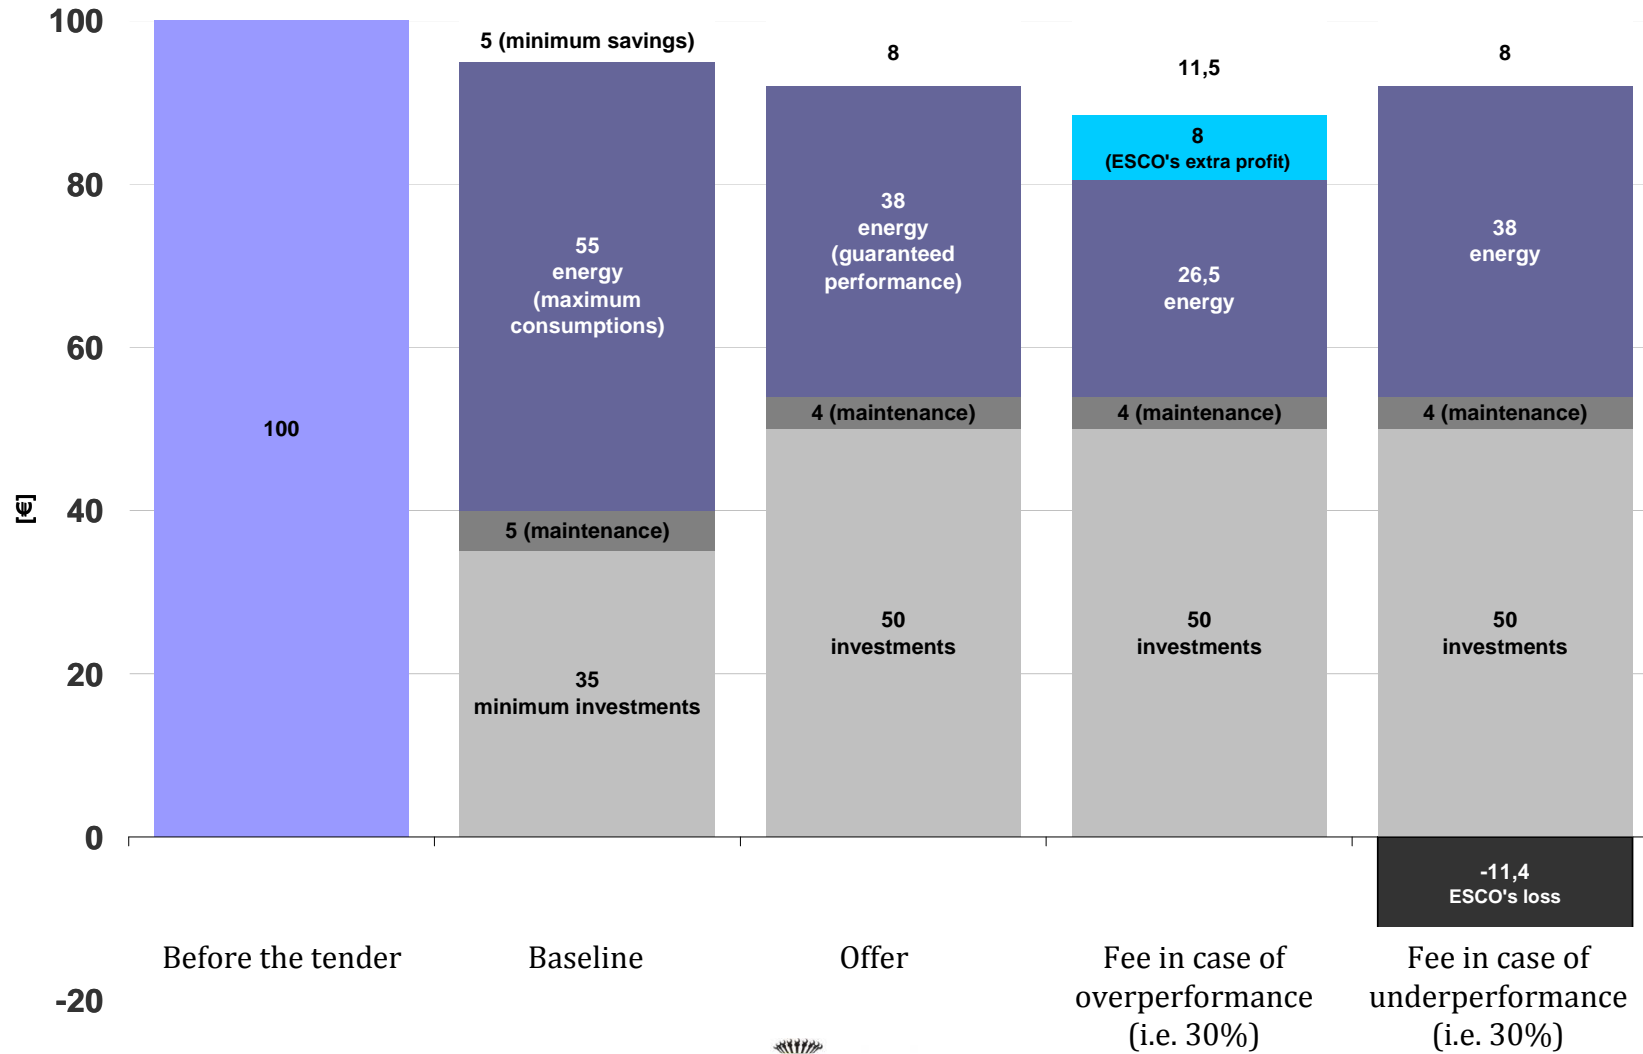 100
80
60
40
20
0
-20
[€]
100
5 (minimum savings)
55
energy
(maximum
consumptions)
5 (maintenance)
35
minimum investments
8
38
energy
(guaranteed
performance)
4 (maintenance)
50
investments
11,5
8
(ESCO's extra profit)
26,5
energy
4 (maintenance)
50
investments
8
38
energy
4 (maintenance)
50
investments
-11,4
ESCO's loss
Before the tender
Baseline
Offer
Fee in case of
overperformance
(i.e. 30%)
Fee in case of
underperformance
(i.e. 30%)